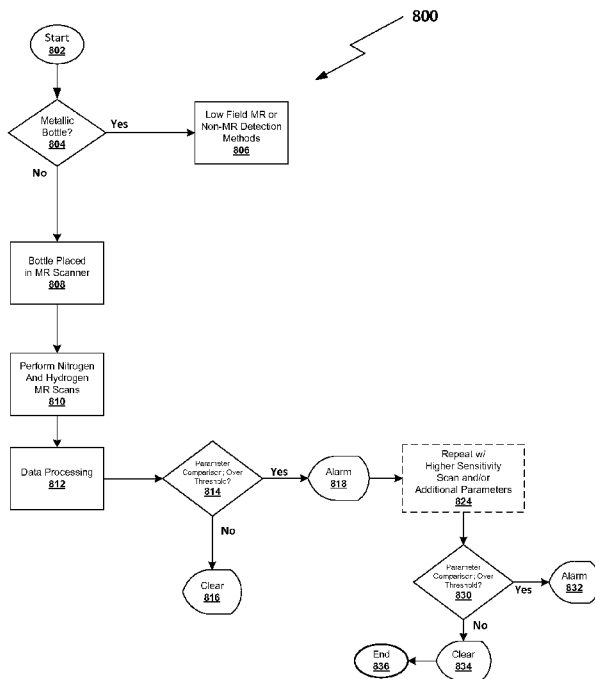 800
Start
802
Metallic
Bottle?
804
Yes
No
Low Field MR or
Non-MR Detection
Methods
806
Bottle Placed
in MR Scanner
808
Perform Nitrogen
And Hydrogen
MR Scans
810
Data Processing
812
Parameter
Comparison; Over
Threshold?
814
Yes
No
Alarm
818
Clear
816
Repeat w/
Higher Sensitivity
Scan and/or
Additional Parameters
824
Parameter
Comparison; Over
Threshold?
830
Yes
No
Alarm
832
Clear
834
End
836